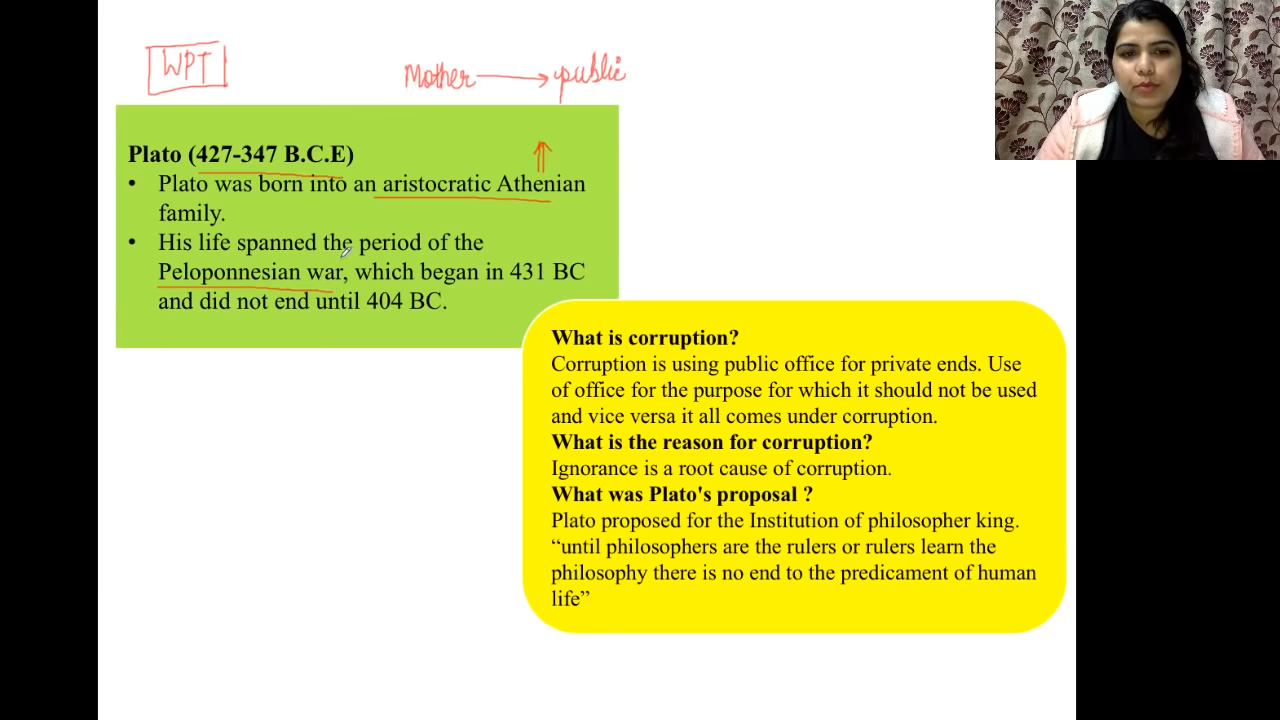 WPT
Mother → public
Plato (427-347 B.C.E)
• Plato was born into an aristocratic Athenian
family.
• His life spanned the period of the
Peloponnesian war, which began in 431 BC
and did not end until 404 BC.
What is corruption?
Corruption is using public office for private ends. Use
of office for the purpose for which it should not be used
and vice versa it all comes under corruption.
What is the reason for corruption?
Ignorance is a root cause of corruption.
What was Plato's proposal ?
Plato proposed for the Institution of philosopher king.
“until philosophers are the rulers or rulers learn the
philosophy there is no end to the predicament of human
life”